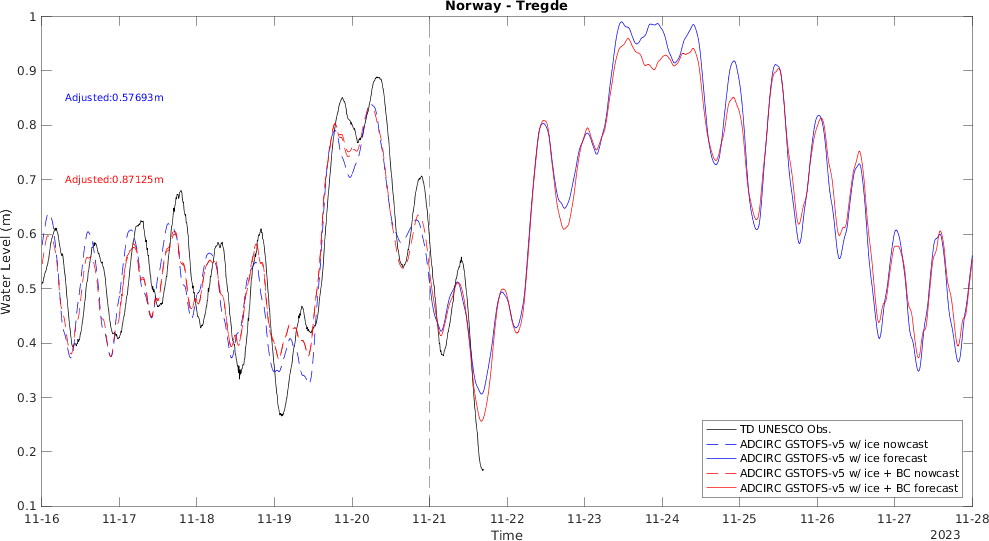 Norway - Tregde
Water Level (m)
1
0.9
0.8
0.7
0.6
0.5
0.4
0.3
0.2
0.1
Adjusted:0.57693m
Adjusted:0.87125m
TD UNESCO Obs.
ADCIRC GSTOFS-v5 w/ ice nowcast
ADCIRC GSTOFS-v5 w/ ice forecast
ADCIRC GSTOFS-v5 w/ ice + BC nowcast
ADCIRC GSTOFS-v5 w/ ice + BC forecast
11-16 11-17 11-18 11-19 11-20 11-21 11-22 11-23 11-24 11-25 11-26 11-27 11-28
Time
2023